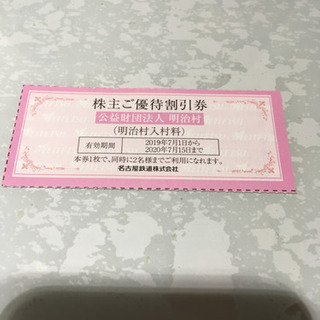 株主ご優待割引券
公益財団法人 明治村
(明治村入村料)
有効期間
2019年7月1日から
2020年7月15日まで
本券1枚で、同時に2名様までご利用になれます。
名古屋鉄道株式会社